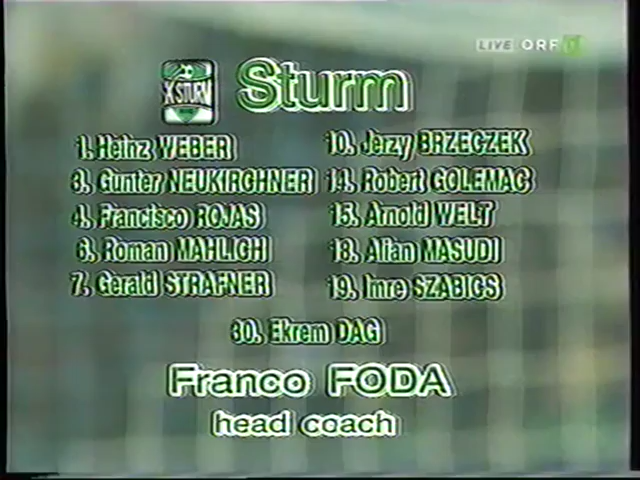 LIVE ORF 1
X STURM
Sturm
1. Heinz WEBER
3. Gunter NEUKIRCHNER
4. Francisco ROJAS
6. Roman MAHLICH
7. Gerald STRAFNER
10. Jerzy BRZECZEK
14. Robert GOLEMAC
15. Arnold WELT
18. Alian MASUDI
19. Imre SZABICS
30. Ekrem DAG
Franco FODA
head coach